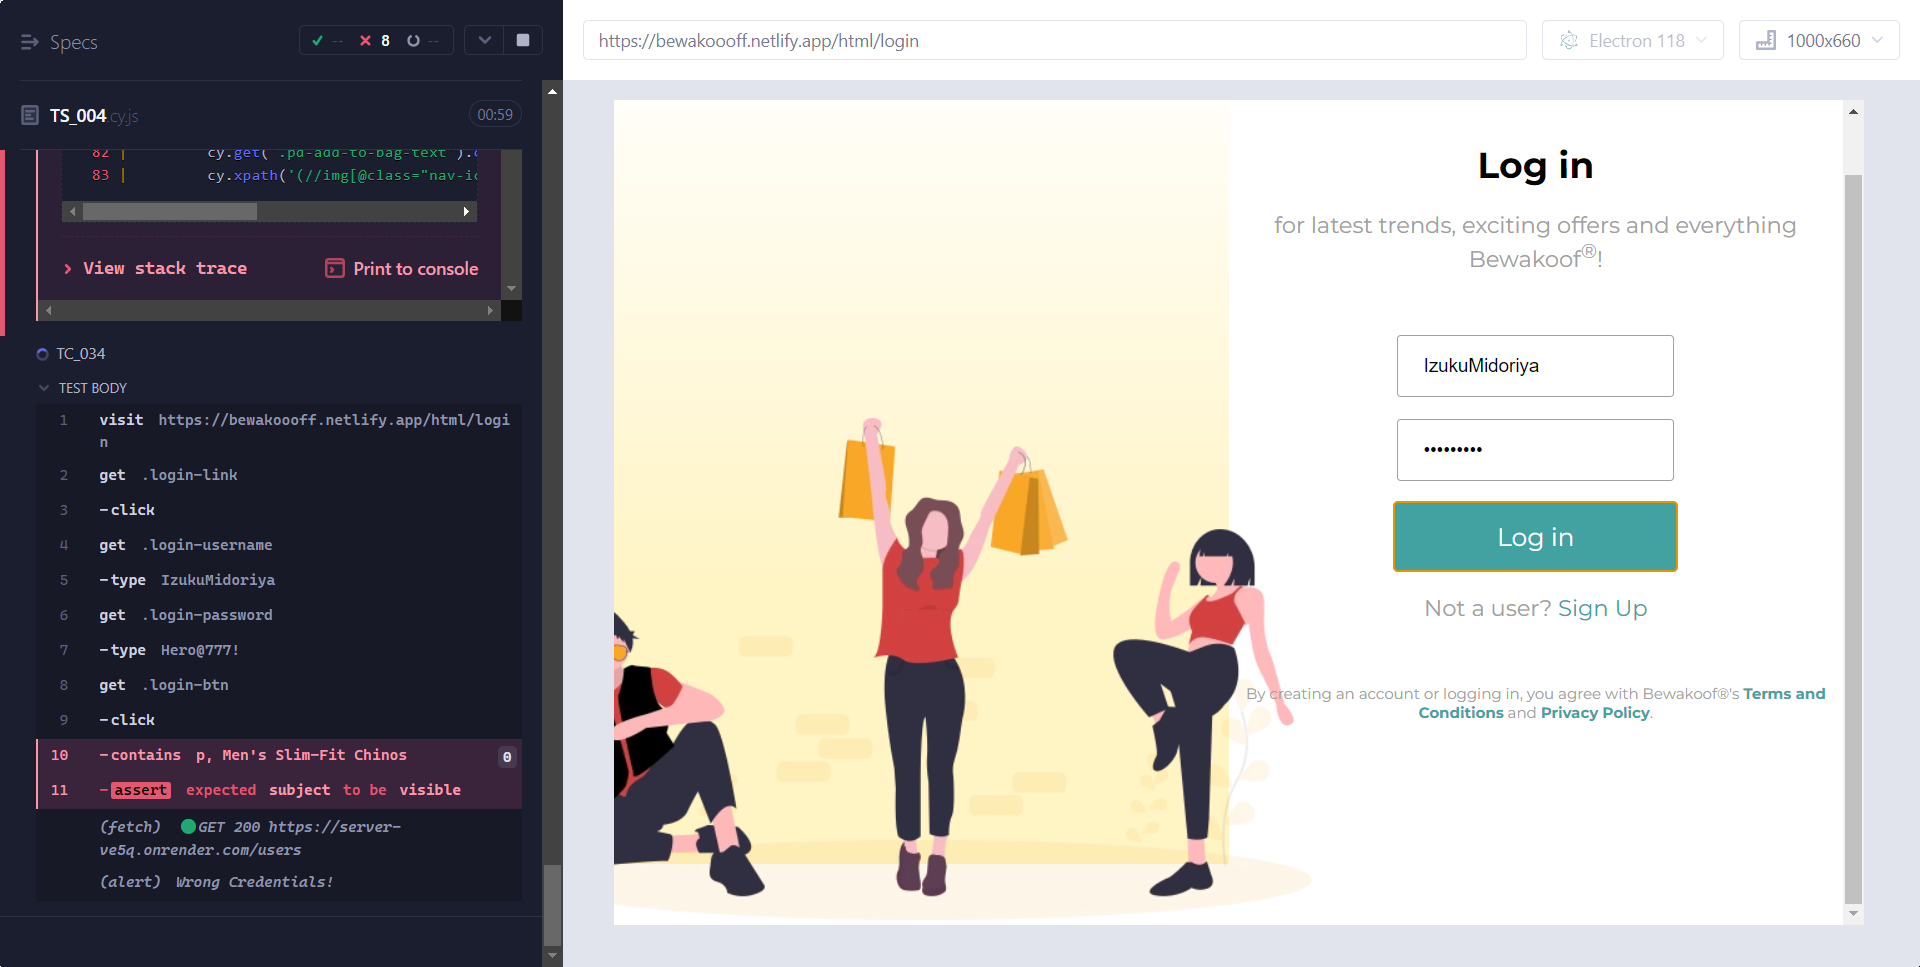 Specs
-- 8 --
TS_004.cy.js
00:59
82 | cy.get('.pd-add-to-bag-text').c
83 | cy.xpath('(//img[@class="nav-ic
View stack trace
Print to console
TC_034
TEST BODY
1 visit https://bewakoooff.netlify.app/html/logi
n
2 get .login-link
3 -click
4 get .login-username
5 -type IzukuMidoriya
6 get .login-password
7 -type Hero@777!
8 get .login-btn
9 -click
10 -contains p, Men's Slim-Fit Chinos 0
11 -assert expected subject to be visible
(fetch) GET 200 https://server-
ve5q.onrender.com/users
(alert) Wrong Credentials!
https://bewakoooff.netlify.app/html/login
Electron 118
1000x660
Log in
for latest trends, exciting offers and everything
Bewakoof®!
IzukuMidoriya
•••••••••
Log in
Not a user? Sign Up
By creating an account or logging in, you agree with Bewakoof®'s Terms and
Conditions and Privacy Policy.